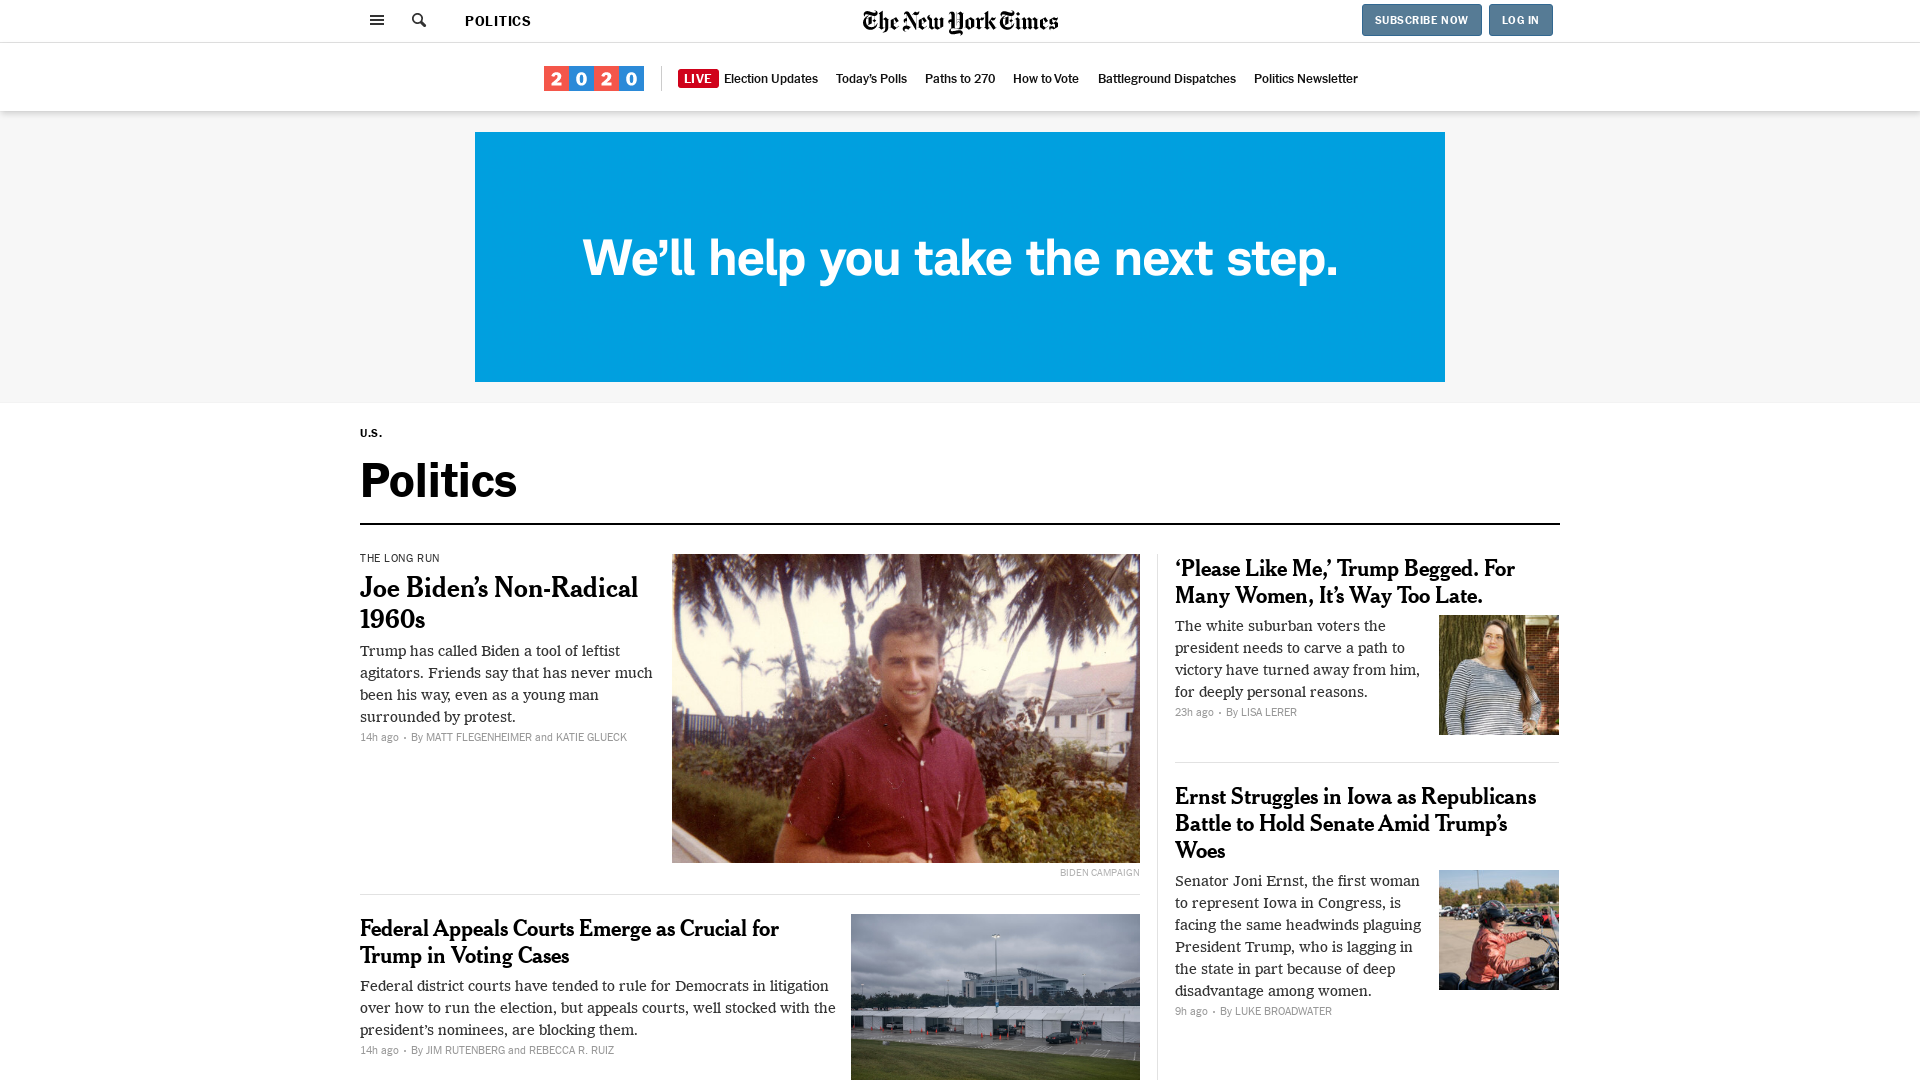 POLITICS
The New York Times
SUBSCRIBE NOW
LOG IN
2020
LIVE Election Updates
Today's Polls
Paths to 270
How to Vote
Battleground Dispatches
Politics Newsletter
We'll help you take the next step.
U.S.
Politics
THE LONG RUN
Joe Biden's Non-Radical
1960s
Trump has called Biden a tool of leftist
agitators. Friends say that has never much
been his way, even as a young man
surrounded by protest.
14h ago • By MATT FLEGENHEIMER and KATIE GLUECK
BIDEN CAMPAIGN
Federal Appeals Courts Emerge as Crucial for
Trump in Voting Cases
Federal district courts have tended to rule for Democrats in litigation
over how to run the election, but appeals courts, well stocked with the
president's nominees, are blocking them.
14h ago • By JIM RUTENBERG and REBECCA R. RUIZ
‘Please Like Me,’ Trump Begged. For
Many Women, It’s Way Too Late.
The white suburban voters the
president needs to carve a path to
victory have turned away from him,
for deeply personal reasons.
23h ago • By LISA LERER
Ernst Struggles in Iowa as Republicans
Battle to Hold Senate Amid Trump’s
Woes
Senator Joni Ernst, the first woman
to represent Iowa in Congress, is
facing the same headwinds plaguing
President Trump, who is lagging in
the state in part because of deep
disadvantage among women.
9h ago • By LUKE BROADWATER